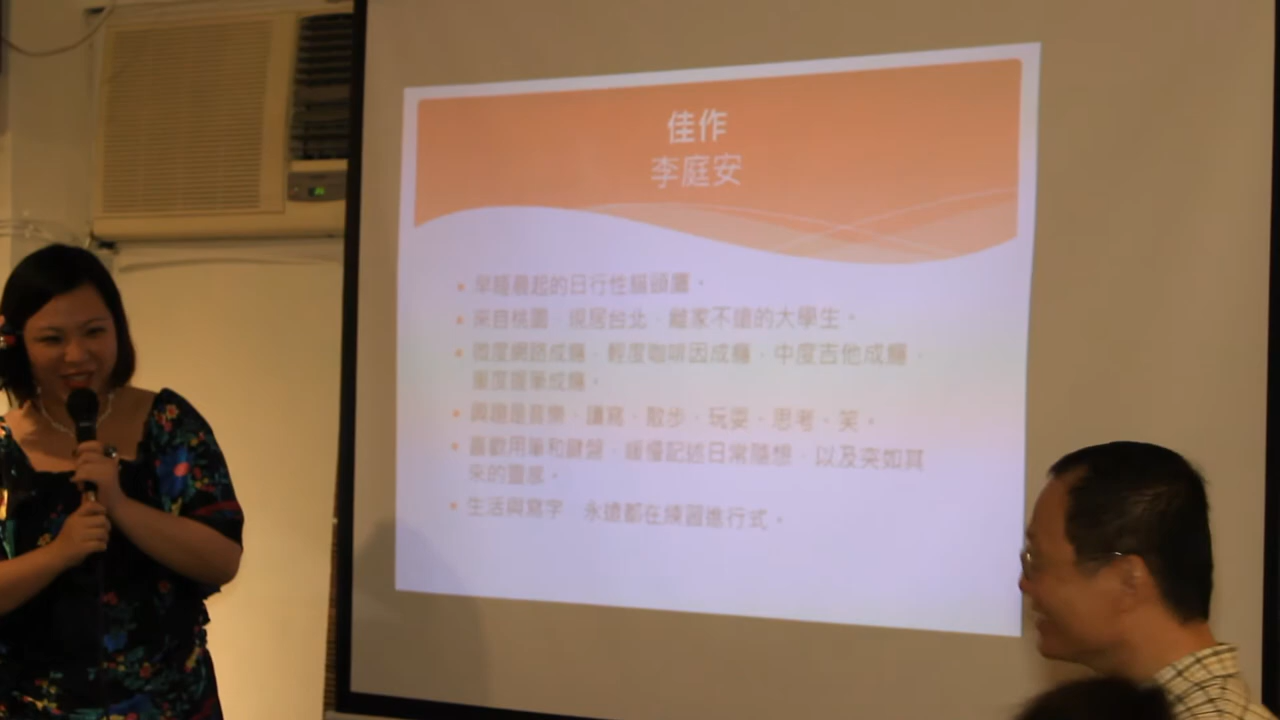 佳作
李庭安
早睡晨起的日行性貓頭鷹。
來自桃園,現居台北,離家不遠的大學生。
微度網路成癮,輕度咖啡因成癮,中度吉他成癮,
重度握筆成癮。
興趣是音樂、讀寫、散步、玩耍、思考、笑。
喜歡用筆和鍵盤,緩慢記述日常隨想,以及突如其
來的靈感。
生活與寫字,永遠都在練習進行式。